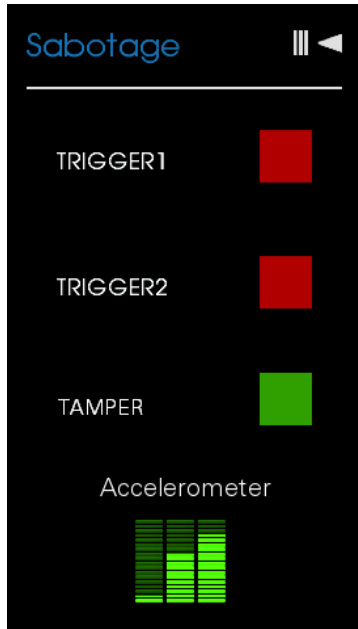 Sabotage
TRIGGER1
TRIGGER2
TAMPER
Accelerometer